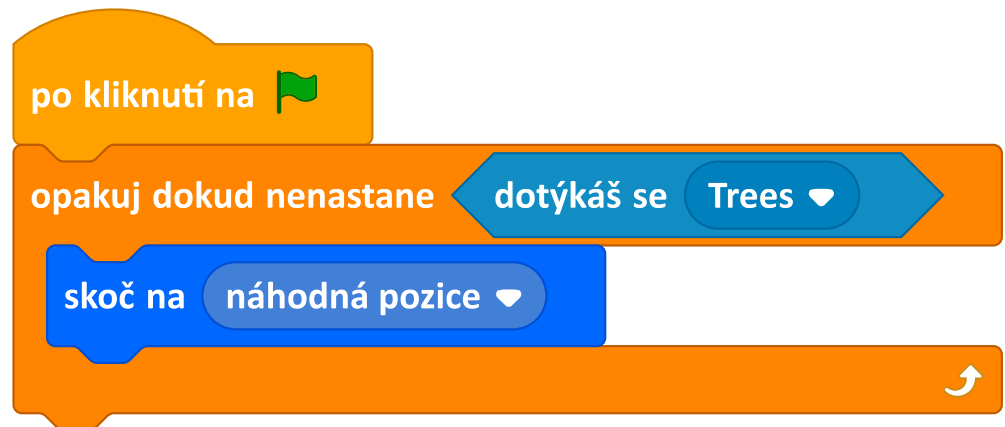 po kliknutí na
opakuj dokud nenastane dotýkáš se Trees
skoč na náhodná pozice